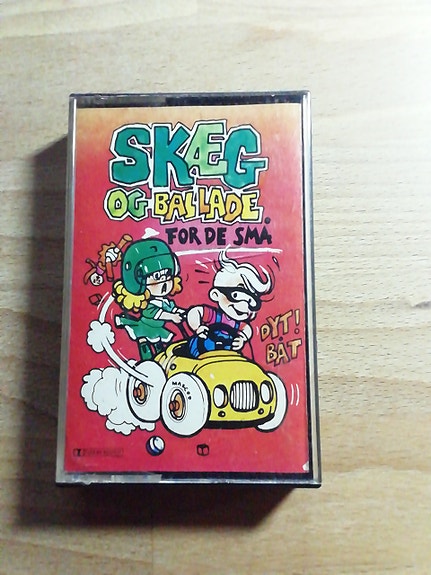 SKÆG
OG BALLADE
FOR DE SMÅ
DYT!
BÅT